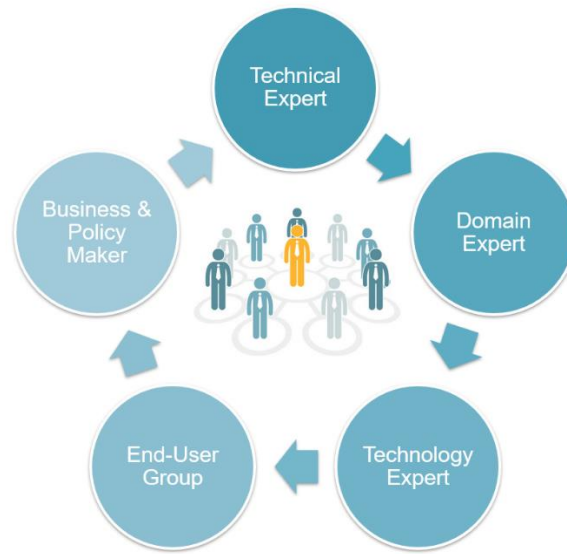 Technical
Expert
Domain
Expert
Technology
Expert
End-User
Group
Business &
Policy
Maker